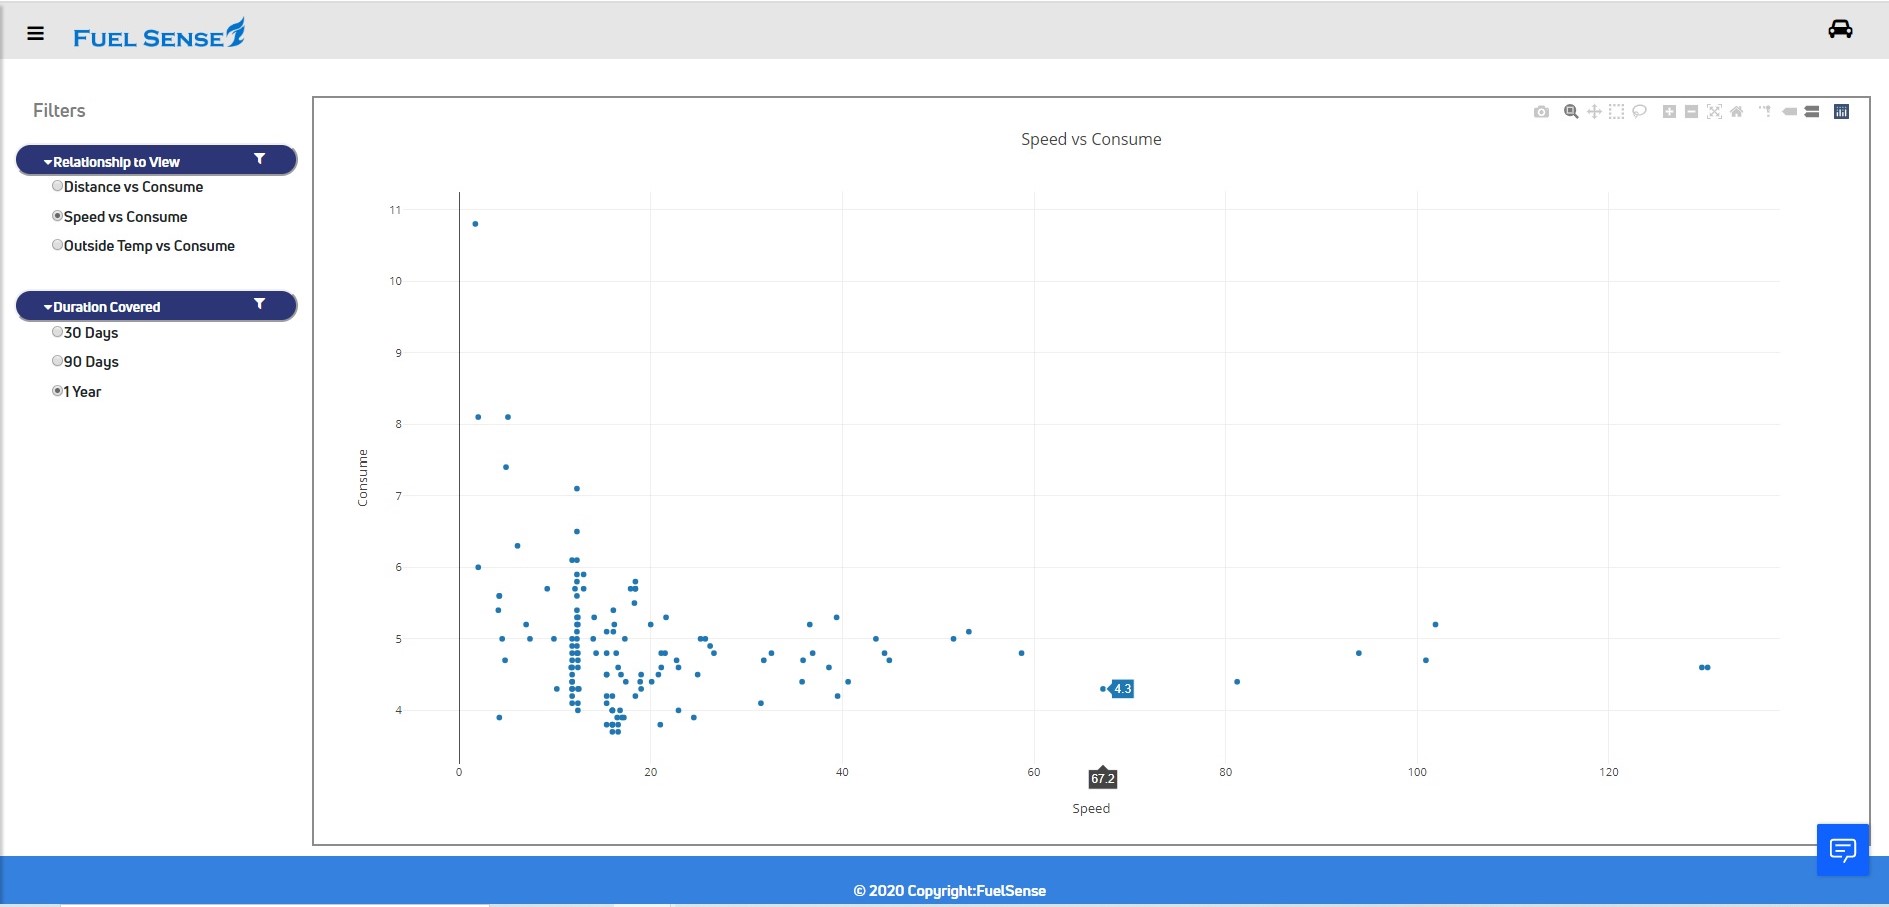 FUEL SENSE
Filters
Relationship to View
Distance vs Consume
Speed vs Consume
Outside Temp vs Consume
Duration Covered
30 Days
90 Days
1 Year
Speed vs Consume
11
10
9
8
7
6
5
4
Consume
4.3
0
20
40
60
67.2
80
100
120
Speed
© 2020 Copyright:FuelSense